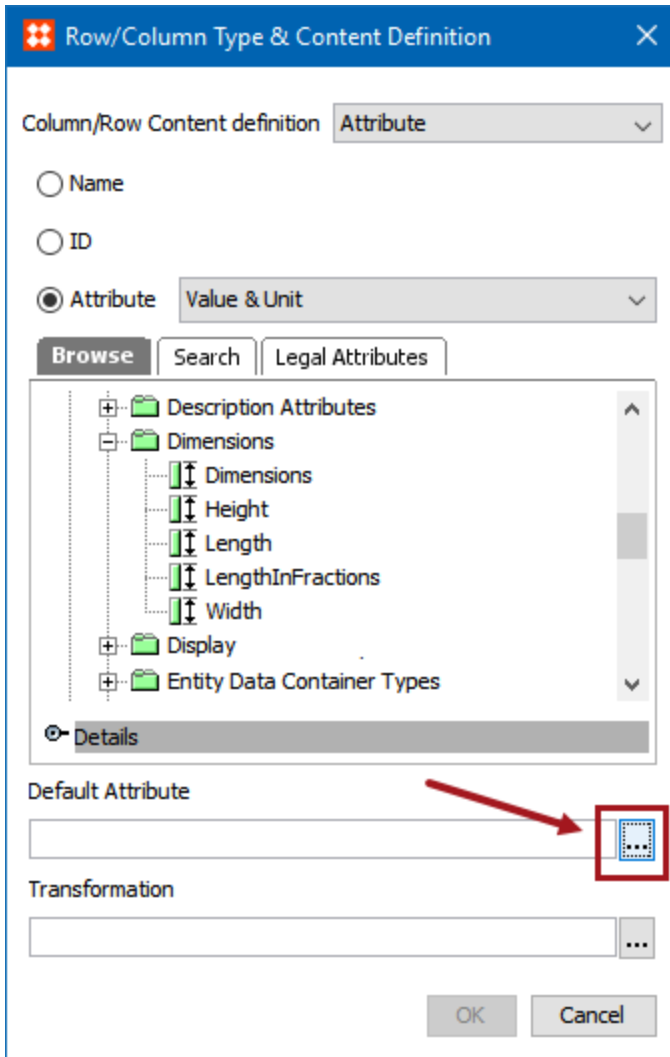 Row/Column Type & Content Definition
Column/Row Content definition Attribute
Name
ID
Attribute Value & Unit
Browse Search Legal Attributes
Description Attributes
Dimensions
Dimensions
Height
Length
LengthInFractions
Width
Display
Entity Data Container Types
Details
Default Attribute
...
Transformation
...
OK Cancel